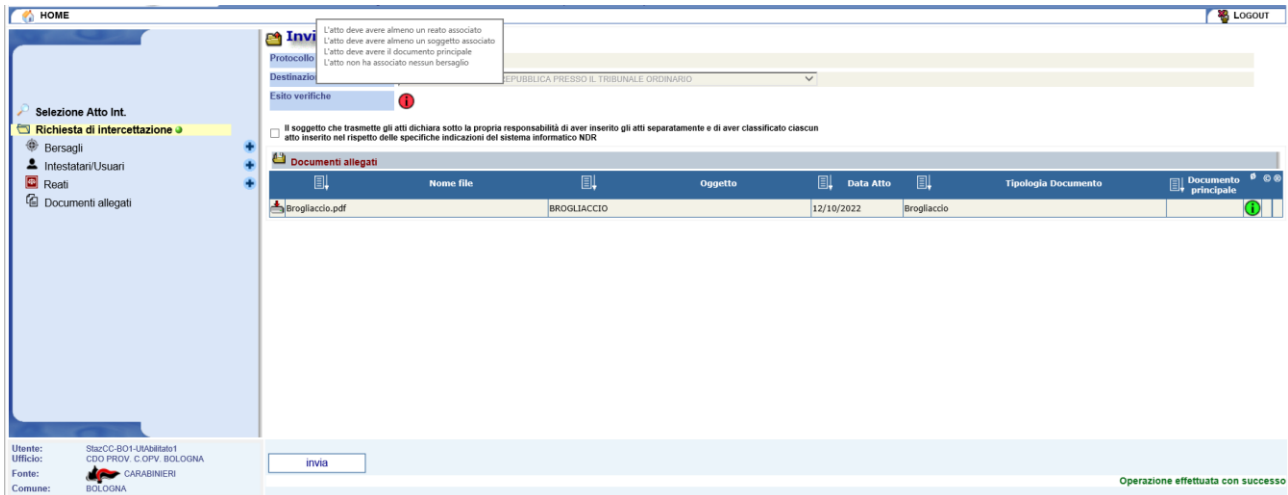 HOME
LOGOUT
L'atto deve avere almeno un reato associato
L'atto deve avere almeno un soggetto associato
L'atto deve avere il documento principale
L'atto non ha associato nessun bersaglio
Protocollo
REPUBBLICA PRESSO IL TRIBUNALE ORDINARIO
Esito verifiche
Selezione Atto Int.
Richiesta di intercettazione
Bersagli
Intestatari/Usuari
Reati
Documenti allegati
Il soggetto che trasmette gli atti dichiara sotto la propria responsabilità di aver inserito gli atti separatamente e di aver classificato ciascun
atto inserito nel rispetto delle specifiche indicazioni del sistema informatico NDR
Documenti allegati
Nome file Oggetto Data Atto Tipologia Documento Documento principale
Brogliaccio.pdf BROGLIACCIO 12/10/2022 Brogliaccio
Utente: StazCC-BO1-UtAbilitato1
Ufficio: CDO PROV. C.OPV. BOLOGNA
Fonte: CARABINIERI
Comune: BOLOGNA
invia
Operazione effettuata con successo